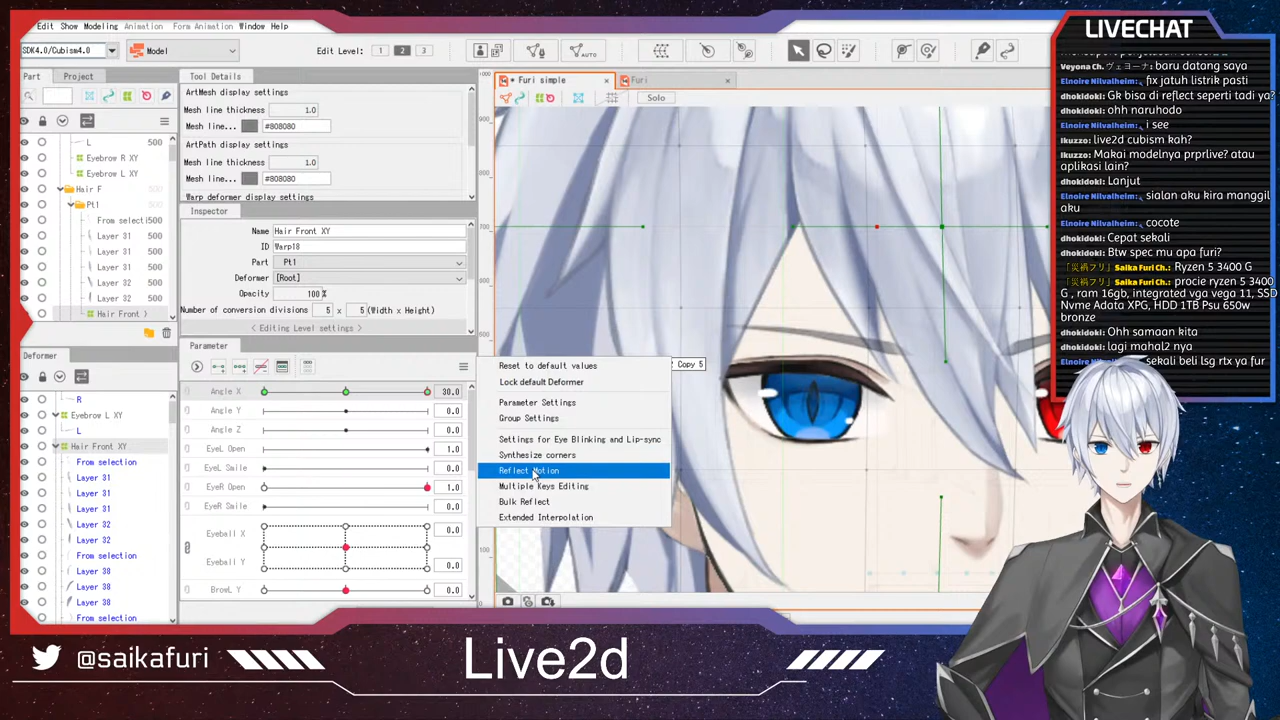 Edit Show Modeling Animation Form Animation Window Help
SDK4.0/Cubism4.0
Model
Edit Level: 1 2 3
AUTO
Part Project
L 500
Eyebrow R XY
Eyebrow L XY
Hair F 500
Pt1
From selecti 500
Layer 31 500
Layer 31 500
Layer 31 500
Layer 32 500
Layer 32 500
Hair Front )
Deformer
R
Eyebrow L XY
L
Hair Front XY
From selection
Layer 31
Layer 31
Layer 31
Layer 32
Layer 32
From selection
Layer 38
Layer 38
Layer 38
From selection
Tool Details
ArtMesh display settings
Mesh line thickness 1.0
Mesh line... #808080
ArtPath display settings
Mesh line thickness 1.0
Mesh line... #808080
Warp deformer display settings
Inspector
Name Hair Front XY
ID Warp18
Part Pt1
Deformer [Root]
Opacity 100 %
Number of conversion divisions 5 x 5 (Width x Height)
< Editing Level settings >
Parameter
Angle X 30.0
Angle Y 0.0
Angle Z 0.0
EyeL Open 1.0
EyeL Smile 0.0
EyeR Open 1.0
EyeR Smile 0.0
Eyeball X 0.0
Eyeball Y 0.0
BrowL Y 0.0
* Furi simple
Furi
Solo
2 Copy 5
Reset to default values
Lock default Deformer
Parameter Settings
Group Settings
Settings for Eye Blinking and Lip-sync
Synthesize corners
Reflect Motion
Multiple Keys Editing
Bulk Reflect
Extended Interpolation
LIVECHAT
Veyona Ch. ヴェヨーナ: baru datang saya
Elnoire Nilvalheim: fix jatuh listrik pasti
dhokidoki: Gk bisa di reflect seperti tadi ya?
dhokidoki: ohh naruhodo
Elnoire Nilvalheim: i see
Ikuzzo: live2d cubism kah?
Ikuzzo: Makai modelnya prprlive? atau
aplikasi lain?
dhokidoki: Lanjut
Elnoire Nilvalheim: sialan aku kira manggil
aku
Elnoire Nilvalheim: cocote
dhokidoki: Cepat sekali
dhokidoki: Btw spec mu apa furi?
「災禍フリ」Saika Furi Ch.: Ryzen 5 3400 G
「災禍フリ」Saika Furi Ch.: procie ryzen 5 3400
G , ram 16gb, integrated vga vega 11, SSD
Nvme Adata XPG, HDD 1TB Psu 650w
bronze
dhokidoki: Ohh samaan kita
dhokidoki: lagi mahal2 nya
Elnoire Nilvalheim: sekali beli lsg rtx ya fur
@saikafuri
Live2d